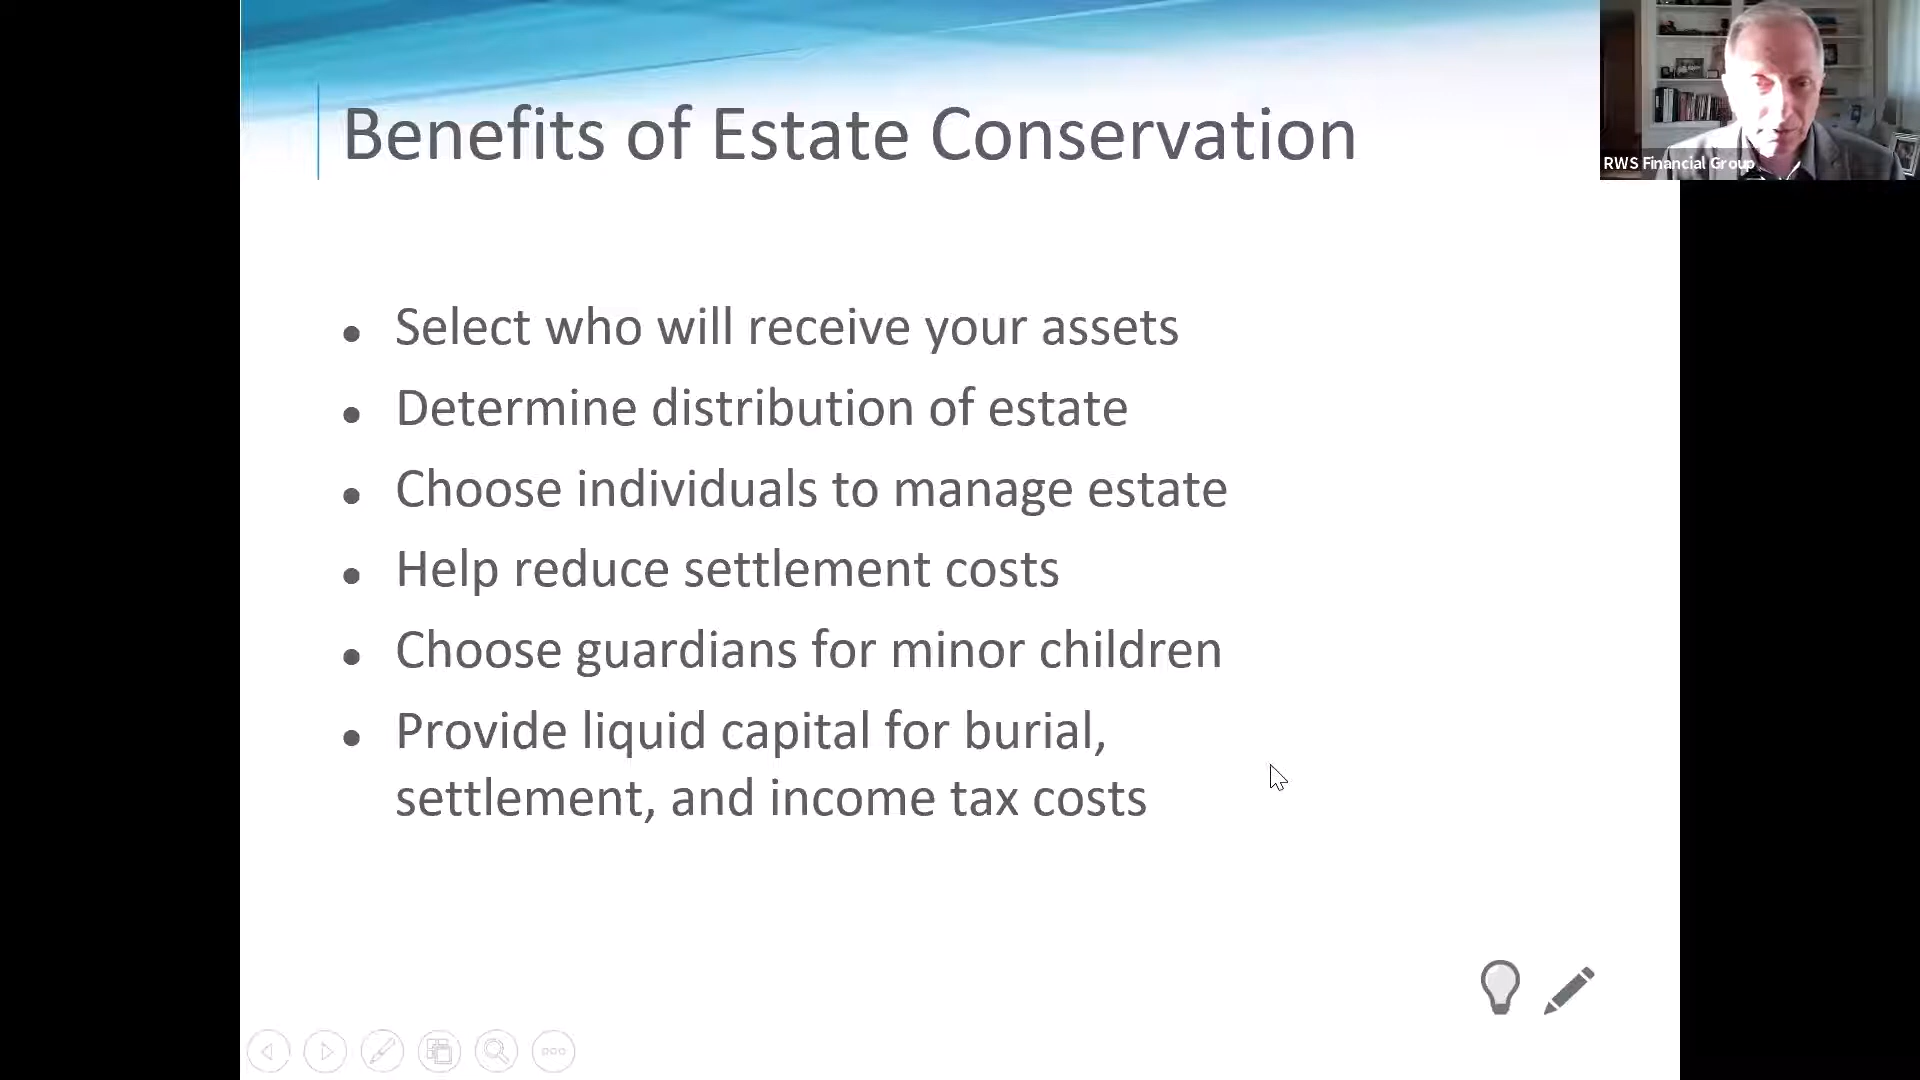 Benefits of Estate Conservation
RWS Financial Group
• Select who will receive your assets
• Determine distribution of estate
• Choose individuals to manage estate
• Help reduce settlement costs
• Choose guardians for minor children
• Provide liquid capital for burial,
settlement, and income tax costs